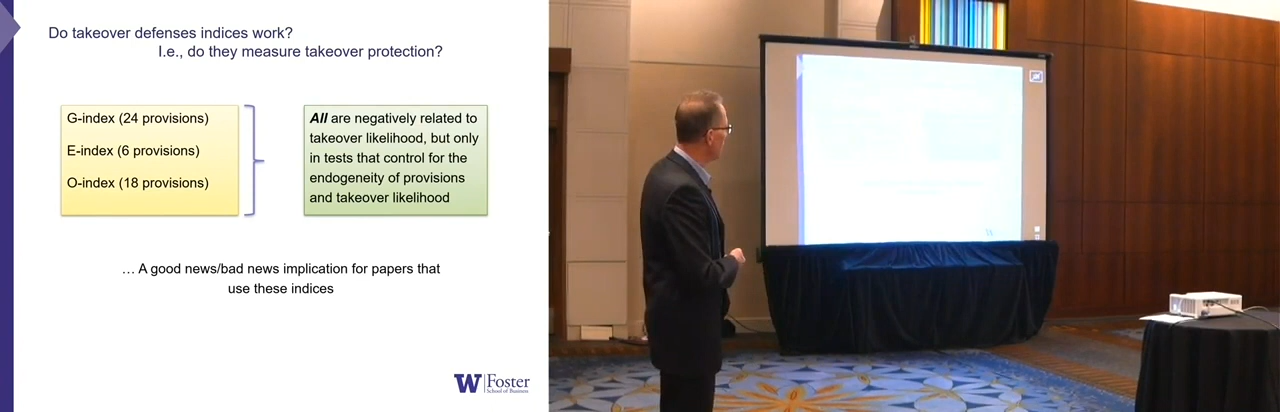 Do takeover defenses indices work?
I.e., do they measure takeover protection?
G-index (24 provisions)
E-index (6 provisions)
O-index (18 provisions)
All are negatively related to
takeover likelihood, but only
in tests that control for the
endogeneity of provisions
and takeover likelihood
… A good news/bad news implication for papers that
use these indices
W Foster
School of Business